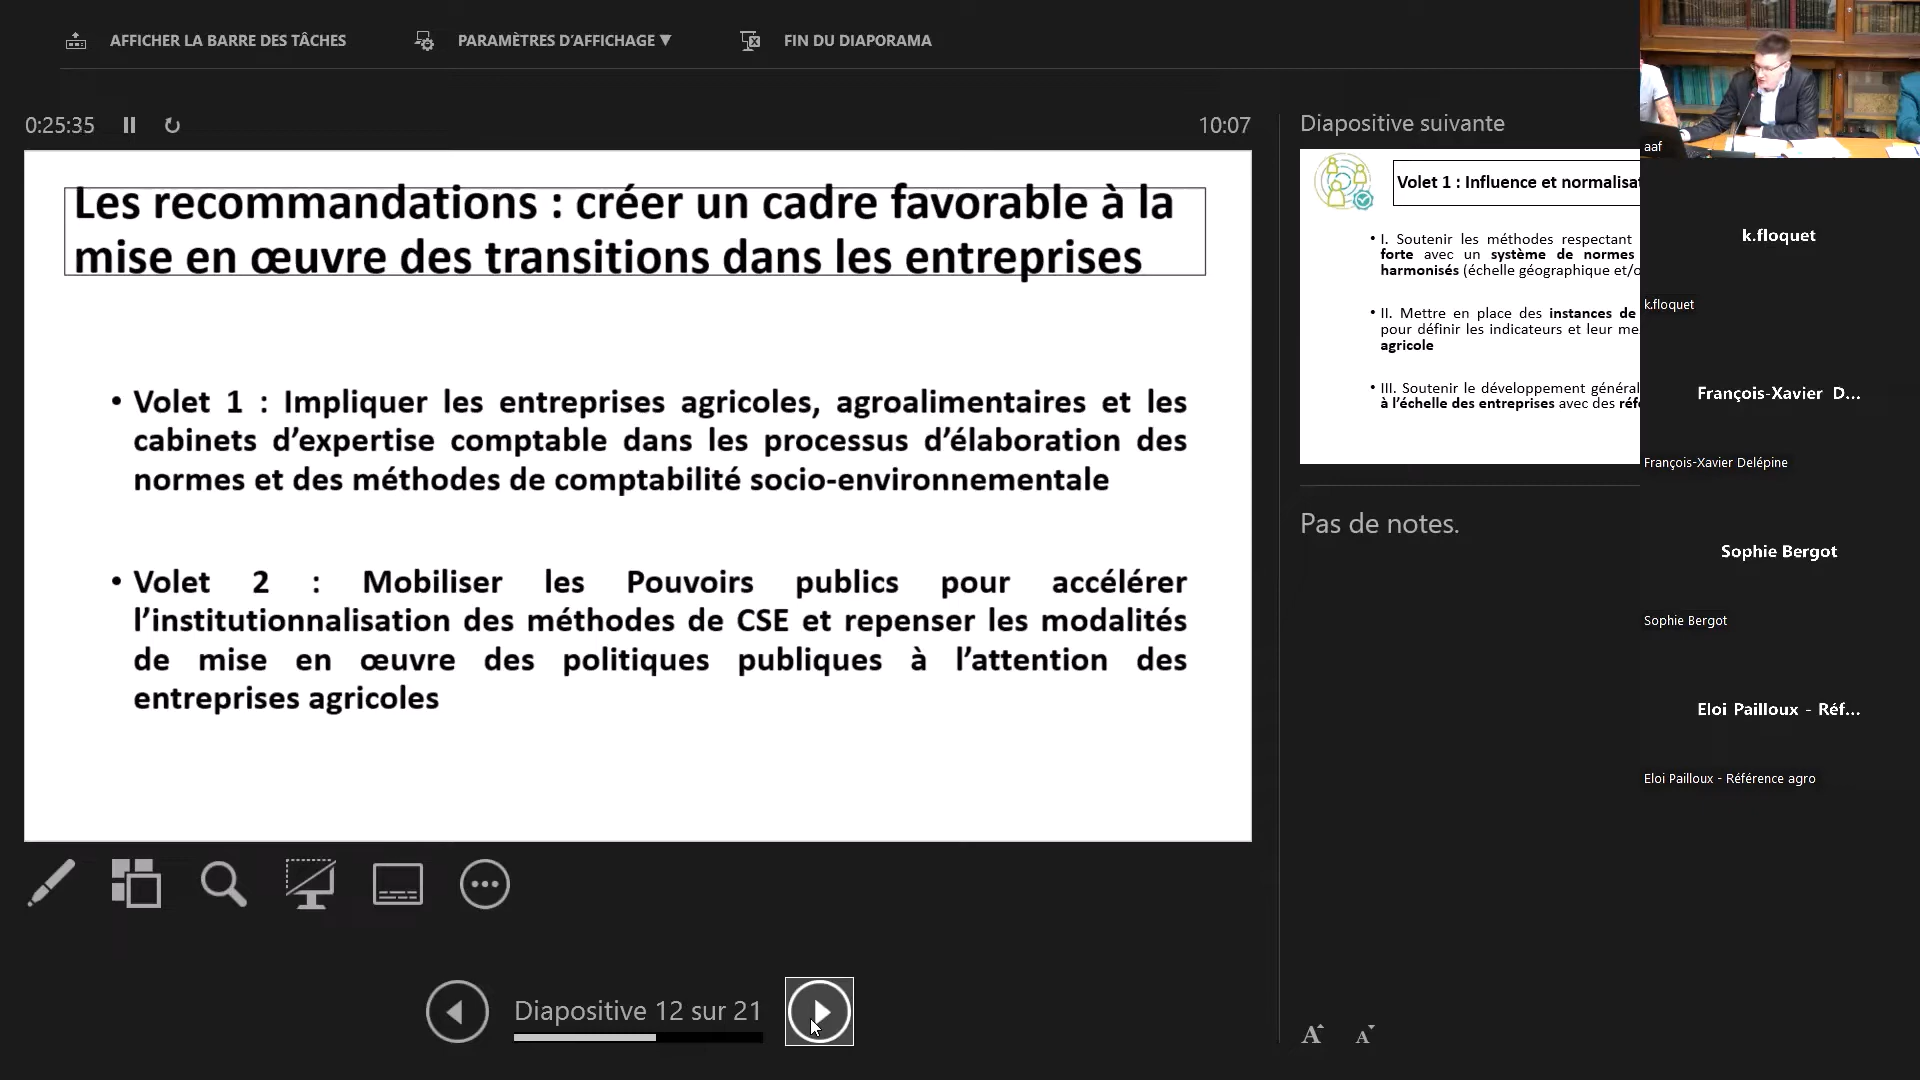 AFFICHER LA BARRE DES TÂCHES
PARAMÈTRES D'AFFICHAGE ▼
FIN DU DIAPORAMA
0:25:35
10:07
Les recommandations : créer un cadre favorable à la
mise en œuvre des transitions dans les entreprises
• Volet 1 : Impliquer les entreprises agricoles, agroalimentaires et les
cabinets d’expertise comptable dans les processus d’élaboration des
normes et des méthodes de comptabilité socio-environnementale
• Volet 2 : Mobiliser les Pouvoirs publics pour accélérer
l’institutionnalisation des méthodes de CSE et repenser les modalités
de mise en œuvre des politiques publiques à l’attention des
entreprises agricoles
Diapositive 12 sur 21
Diapositive suivante
Volet 1 : Influence et normalisat
• I. Soutenir les méthodes respectant
forte avec un système de normes
harmonisés (échelle géographique et/o
• II. Mettre en place des instances de
pour définir les indicateurs et leur me
agricole
• III. Soutenir le développement général
à l’échelle des entreprises avec des réf
Pas de notes.
A A
aaf
k.floquet
k.floquet
François-Xavier D...
François-Xavier Delépine
Sophie Bergot
Sophie Bergot
Eloi Pailloux - Réf...
Eloi Pailloux - Référence agro